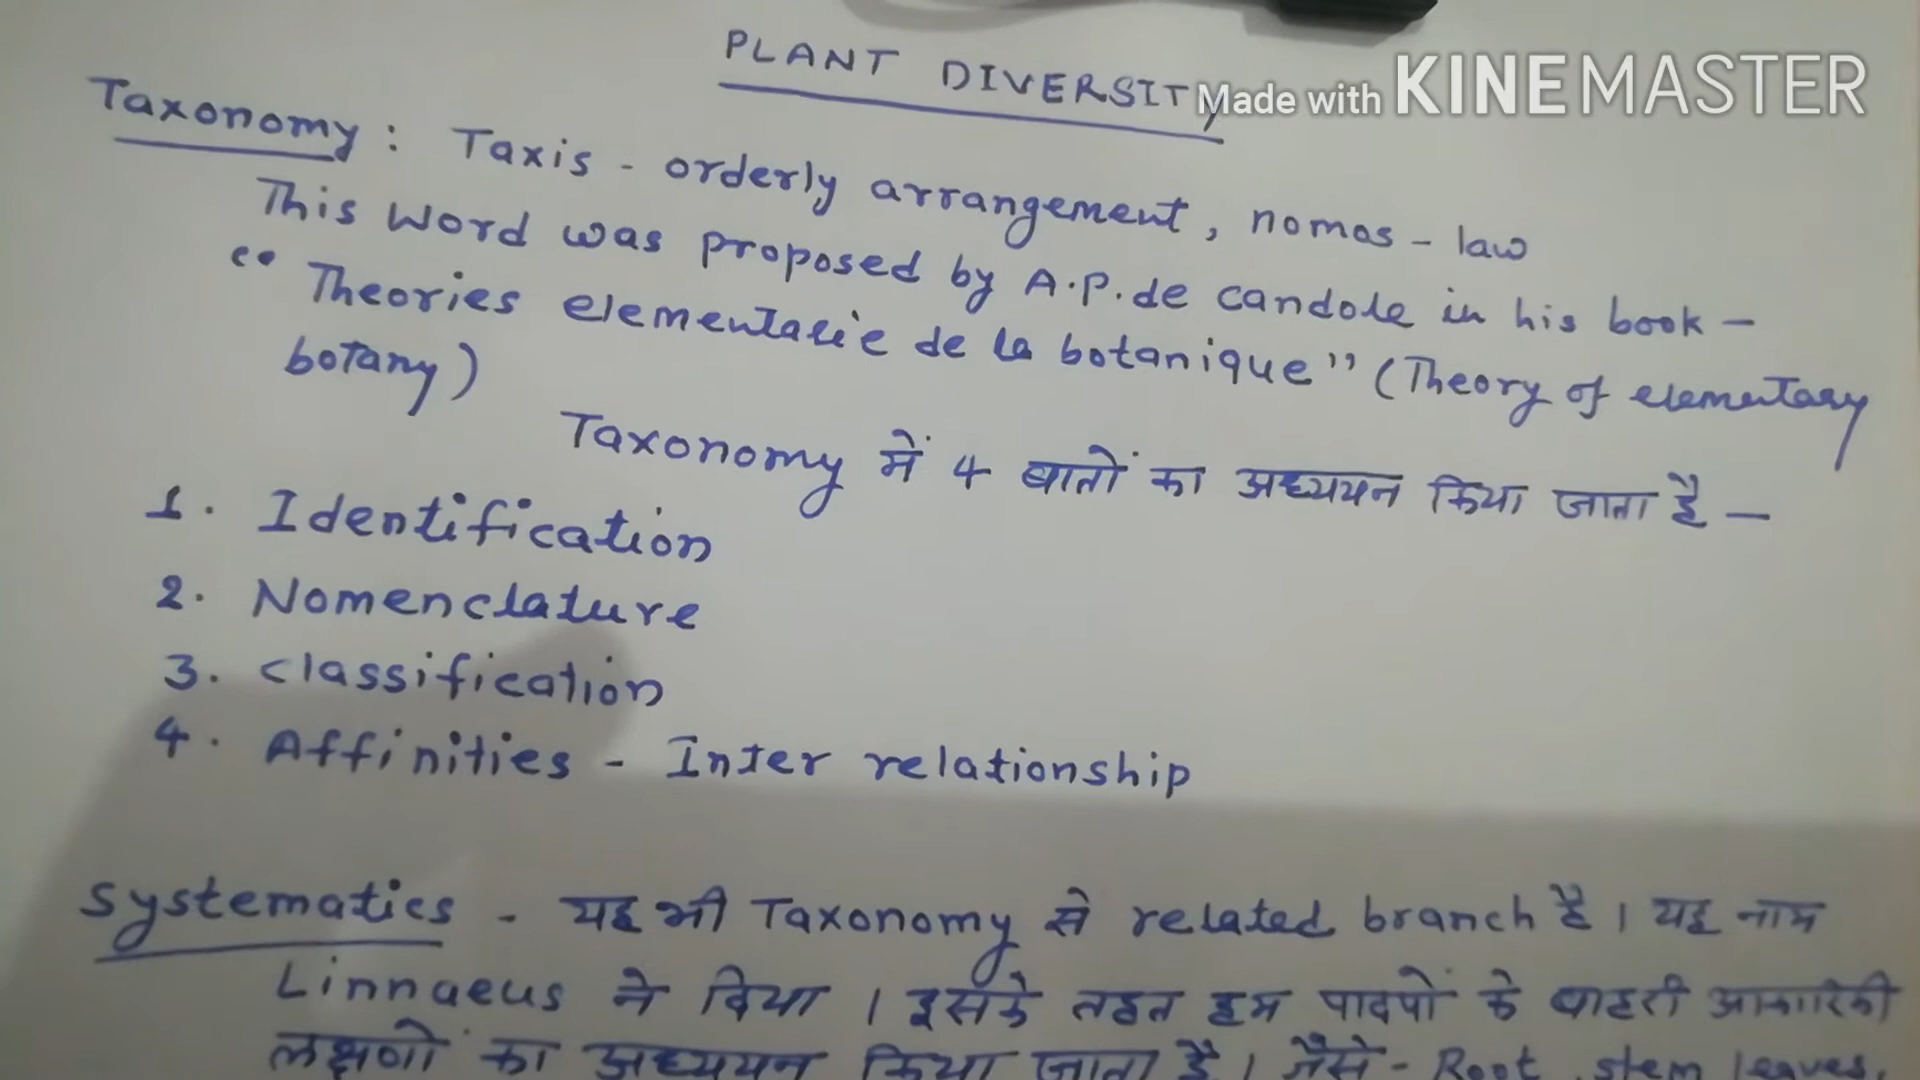 PLANT DIVERSITY
Made with KINEMASTER
Taxonomy : Taxis - orderly arrangement, nomos - law
This word was proposed by A.P. de candole in his book -
“ Theories elementarie de la botanique” (Theory of elementary
botany)
Taxonomy में 4 बातों का अध्ययन किया जाता है -
1. Identification
2. Nomenclature
3. Classification
4. Affinities - Inter relationship
Systematics - यह भी Taxonomy से related branch है । यह नाम
Linnaeus ने दिया । इसके तहत हम पादपों के बाहरी आकारिकी
लक्षणों का अध्ययन किया जाता है । जैसे - Root, stem leaves,